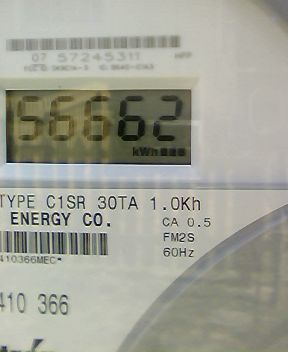 07 57245311
56662
kWh
TYPE C1SR 30TA 1.0Kh
ENERGY CO.
CA 0.5
FM2S
60Hz
410366MEC*
410 366